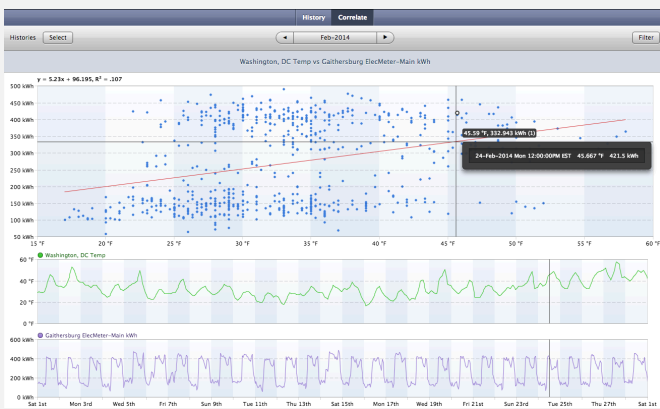 History Correlate
Histories Select ◄ Feb-2014 ► Filter
Washington, DC Temp vs Gaithersburg ElecMeter-Main kWh
y = 5.23x + 96.195, R² = .107
500 kWh
450 kWh
400 kWh
350 kWh
45.59 °F, 332.943 kWh (1)
300 kWh
24-Feb-2014 Mon 12:00:00PM EST 45.667 °F 421.5 kWh
250 kWh
200 kWh
150 kWh
100 kWh
50 kWh
15 °F 20 °F 25 °F 30 °F 35 °F 40 °F 45 °F 50 °F 55 °F 60 °F
Washington, DC Temp
60 °F
40 °F
20 °F
0 °F
Gaithersburg ElecMeter-Main kWh
600 kWh
400 kWh
200 kWh
0 kWh
Sat 1st Mon 3rd Wed 5th Fri 7th Sun 9th Tue 11th Thu 13th Sat 15th Mon 17th Wed 19th Fri 21st Sun 23rd Tue 25th Thu 27th Sat 1st